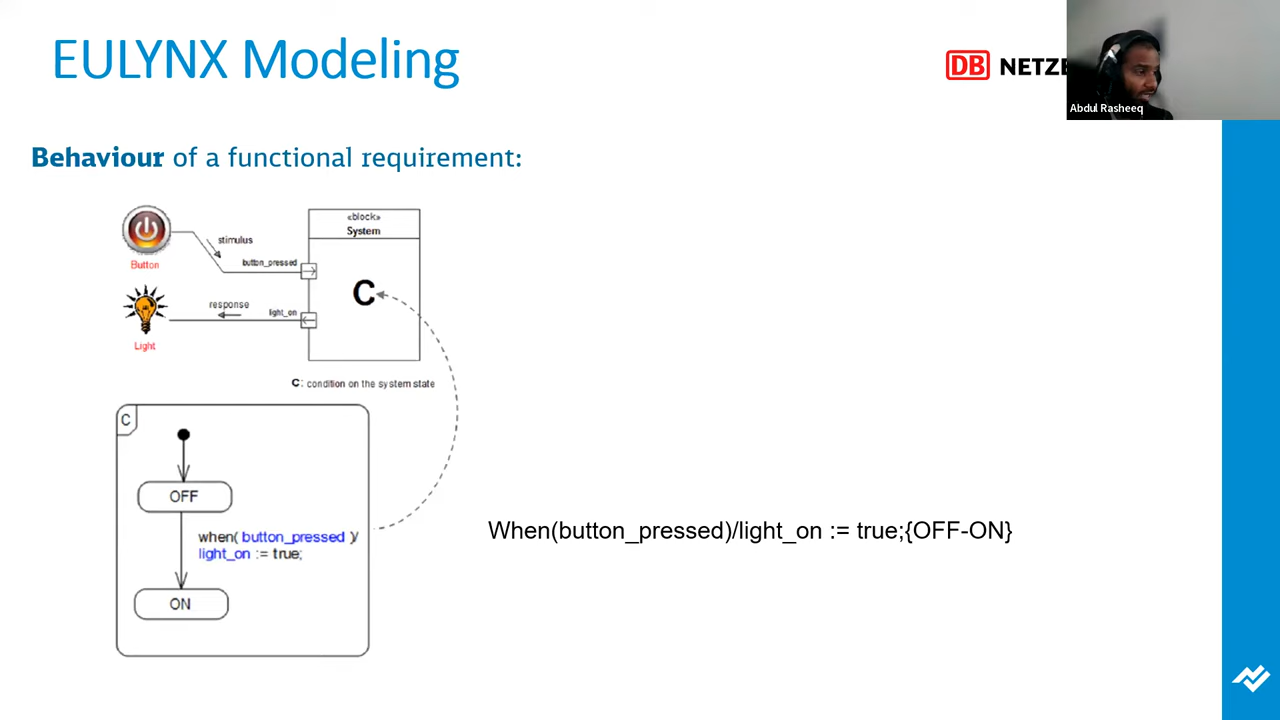 EULYNX Modeling
DB NETZE
Abdul Rasheeq
Behaviour of a functional requirement:
«block»
System
stimulus
button_pressed
Button
C
response
light_on
Light
C: condition on the system state
C
OFF
when( button_pressed )/
light_on := true;
ON
When(button_pressed)/light_on := true;{OFF-ON}